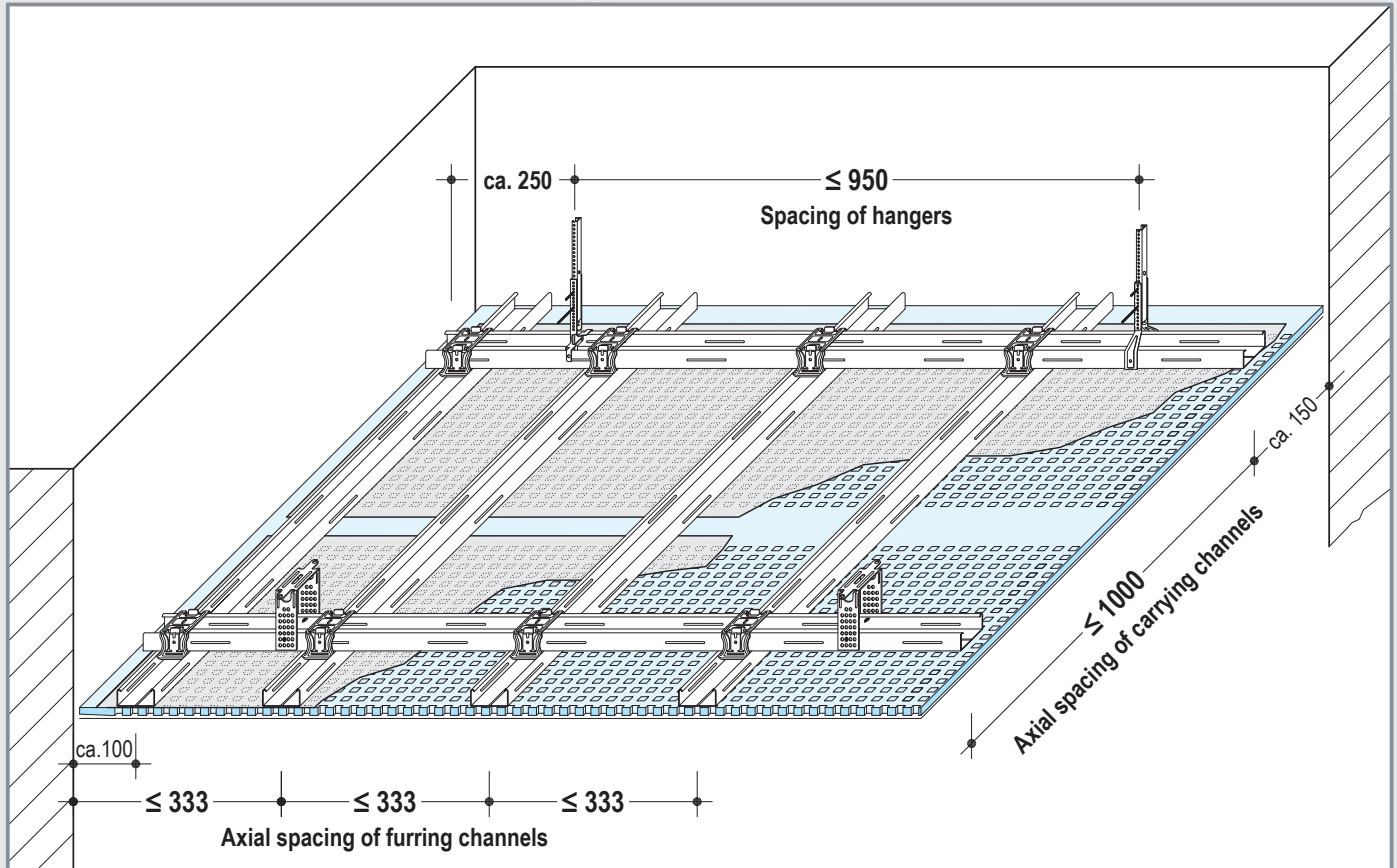 ca. 250
≤ 950
Spacing of hangers
ca. 150
≤ 1000
Axial spacing of carrying channels
ca.100
≤ 333
≤ 333
≤ 333
Axial spacing of furring channels